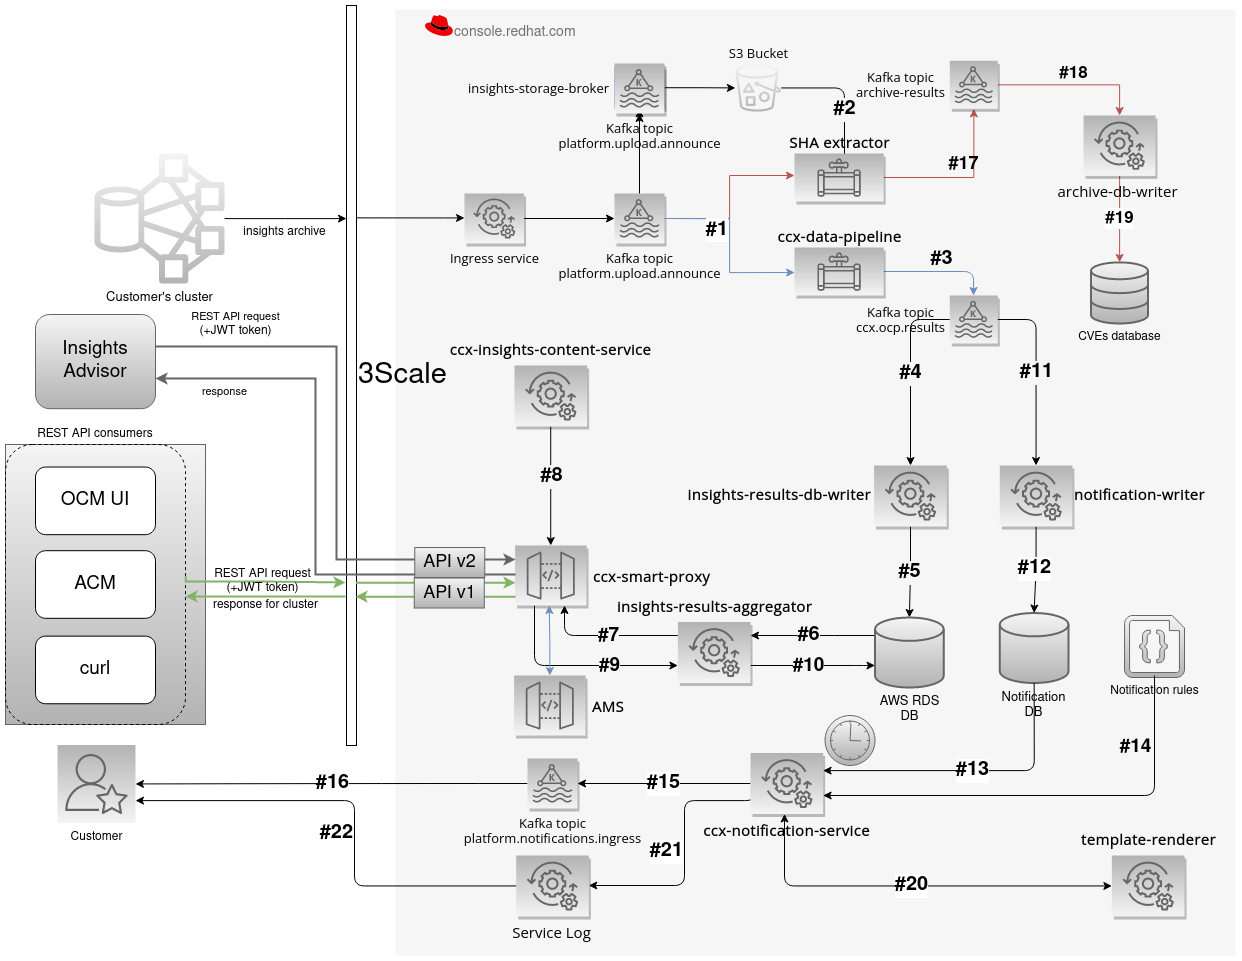 console.redhat.com
S3 Bucket
insights-storage-broker
Kafka topic
platform.upload.announce
#2
Kafka topic
archive-results
#18
SHA extractor
#17
archive-db-writer
#19
CVEs database
insights archive
Customer's cluster
Ingress service
Kafka topic
platform.upload.announce
#1
ccx-data-pipeline
#3
Kafka topic
ccx.ocp.results
REST API request
(+JWT token)
Insights
Advisor
response
3Scale
ccx-insights-content-service
#8
#4
#11
REST API consumers
OCM UI
ACM
curl
insights-results-db-writer
notification-writer
API v2
API v1
REST API request
(+JWT token)
response for cluster
ccx-smart-proxy
#5
#12
insights-results-aggregator
#7
#6
#9
#10
AMS
AWS RDS
DB
Notification
DB
Notification rules
#14
#13
#16
#15
Customer
Kafka topic
platform.notifications.ingress
ccx-notification-service
#22
#21
template-renderer
#20
Service Log
K
K
K
K
K